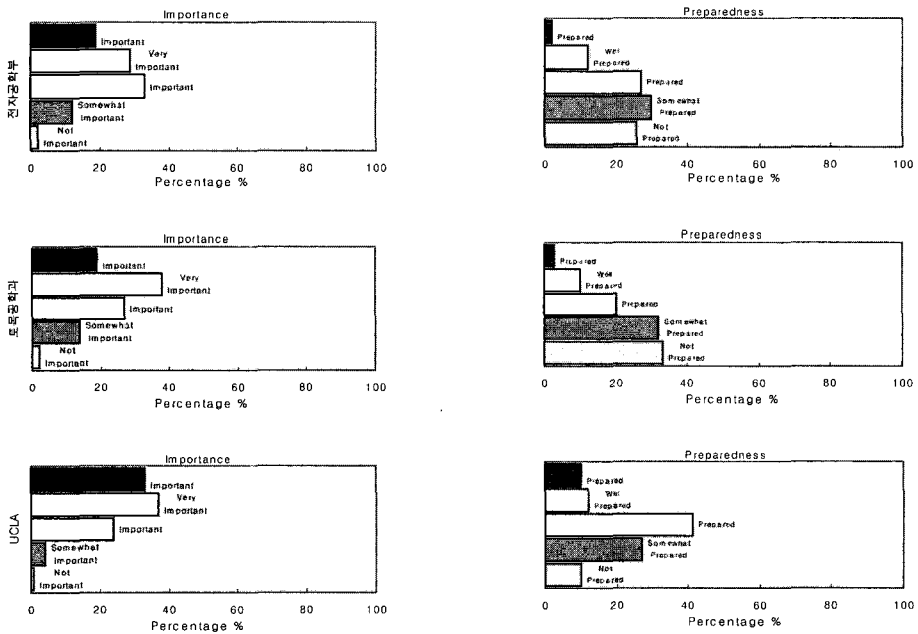 Importance
전자공학부
Important
Very
Important
Important
Somewhat
Important
Not
Important
0 20 40 60 80 100
Percentage %
Preparedness
Prepared
Well
Prepared
Prepared
Somewhat
Prepared
Not
Prepared
0 20 40 60 80 100
Percentage %
Importance
토목공학과
Important
Very
Important
Important
Somewhat
Important
Not
Important
0 20 40 60 80 100
Percentage %
Preparedness
Prepared
Well
Prepared
Prepared
Somewhat
Prepared
Not
Prepared
0 20 40 60 80 100
Percentage %
Importance
UCLA
Important
Very
Important
Important
Somewhat
Important
Not
Important
0 20 40 60 80 100
Percentage %
Preparedness
Prepared
Well
Prepared
Prepared
Somewhat
Prepared
Not
Prepared
0 20 40 60 80 100
Percentage %